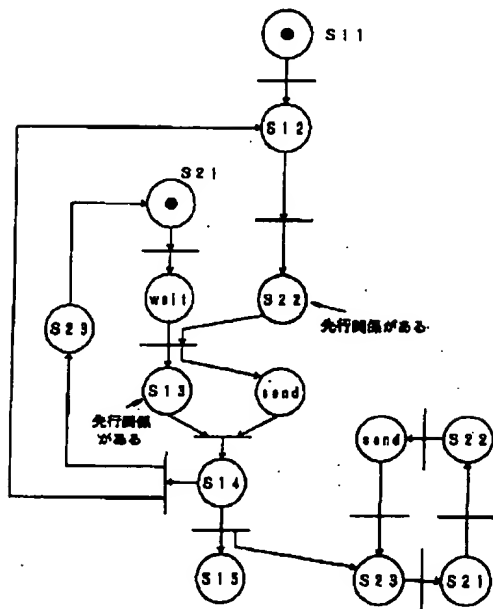 S11
S12
S21
wait
S22
先行関係がある
S23
S13
send
先行関係
がある
send
S22
S14
S15
S23
S21